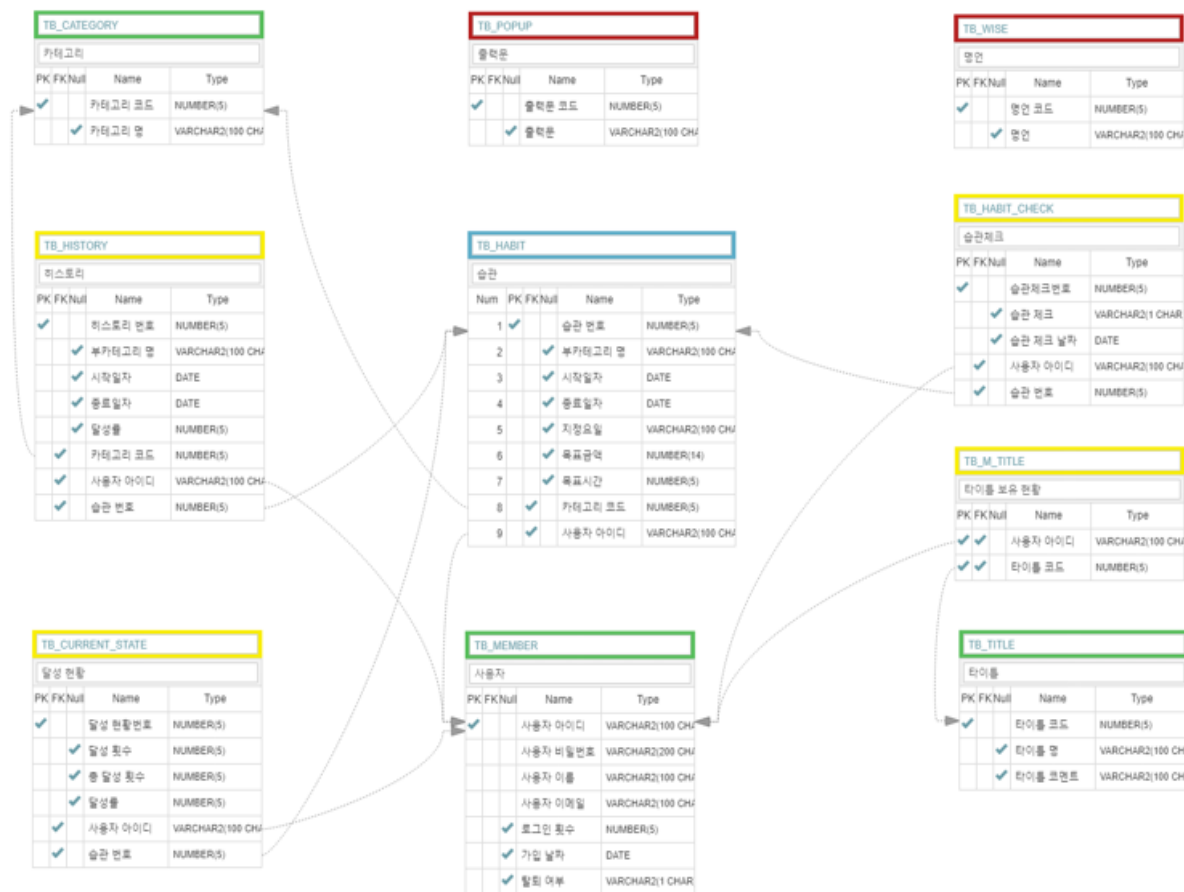 TB_CATEGORY
카테고리
PK FK Null Name Type
카테고리 코드 NUMBER(5)
카테고리 명 VARCHAR2(100 CHA
TB_POPUP
출력문
PK FK Null Name Type
출력문 코드 NUMBER(5)
출력문 VARCHAR2(100 CHA
TB_WISE
명언
PK FK Null Name Type
명언 코드 NUMBER(5)
명언 VARCHAR2(100 CHA
TB_HISTORY
히스토리
PK FK Null Name Type
히스토리 번호 NUMBER(5)
부카테고리 명 VARCHAR2(100 CHA
시작일자 DATE
종료일자 DATE
달성률 NUMBER(5)
카테고리 코드 NUMBER(5)
사용자 아이디 VARCHAR2(100 CHA
습관 번호 NUMBER(5)
TB_HABIT
습관
Num PK FK Null Name Type
1 습관 번호 NUMBER(5)
2 부카테고리 명 VARCHAR2(100 CHA
3 시작일자 DATE
4 종료일자 DATE
5 지정요일 VARCHAR2(100 CHA
6 목표금액 NUMBER(14)
7 목표시간 NUMBER(5)
8 카테고리 코드 NUMBER(5)
9 사용자 아이디 VARCHAR2(100 CHA
TB_HABIT_CHECK
습관체크
PK FK Null Name Type
습관체크번호 NUMBER(5)
습관 체크 VARCHAR2(1 CHAR
습관 체크 날짜 DATE
사용자 아이디 VARCHAR2(100 CHA
습관 번호 NUMBER(5)
TB_M_TITLE
타이틀 보유 현황
PK FK Null Name Type
사용자 아이디 VARCHAR2(100 CHA
타이틀 코드 NUMBER(5)
TB_CURRENT_STATE
달성 현황
PK FK Null Name Type
달성 현황번호 NUMBER(5)
달성 횟수 NUMBER(5)
총 달성 횟수 NUMBER(5)
달성률 NUMBER(5)
사용자 아이디 VARCHAR2(100 CHA
습관 번호 NUMBER(5)
TB_MEMBER
사용자
PK FK Null Name Type
사용자 아이디 VARCHAR2(100 CHA
사용자 비밀번호 VARCHAR2(200 CHA
사용자 이름 VARCHAR2(100 CHA
사용자 이메일 VARCHAR2(100 CHA
로그인 횟수 NUMBER(5)
가입 날짜 DATE
탈퇴 여부 VARCHAR2(1 CHAR
TB_TITLE
타이틀
PK FK Null Name Type
타이틀 코드 NUMBER(5)
타이틀 명 VARCHAR2(100 CH
타이틀 코멘트 VARCHAR2(100 CH